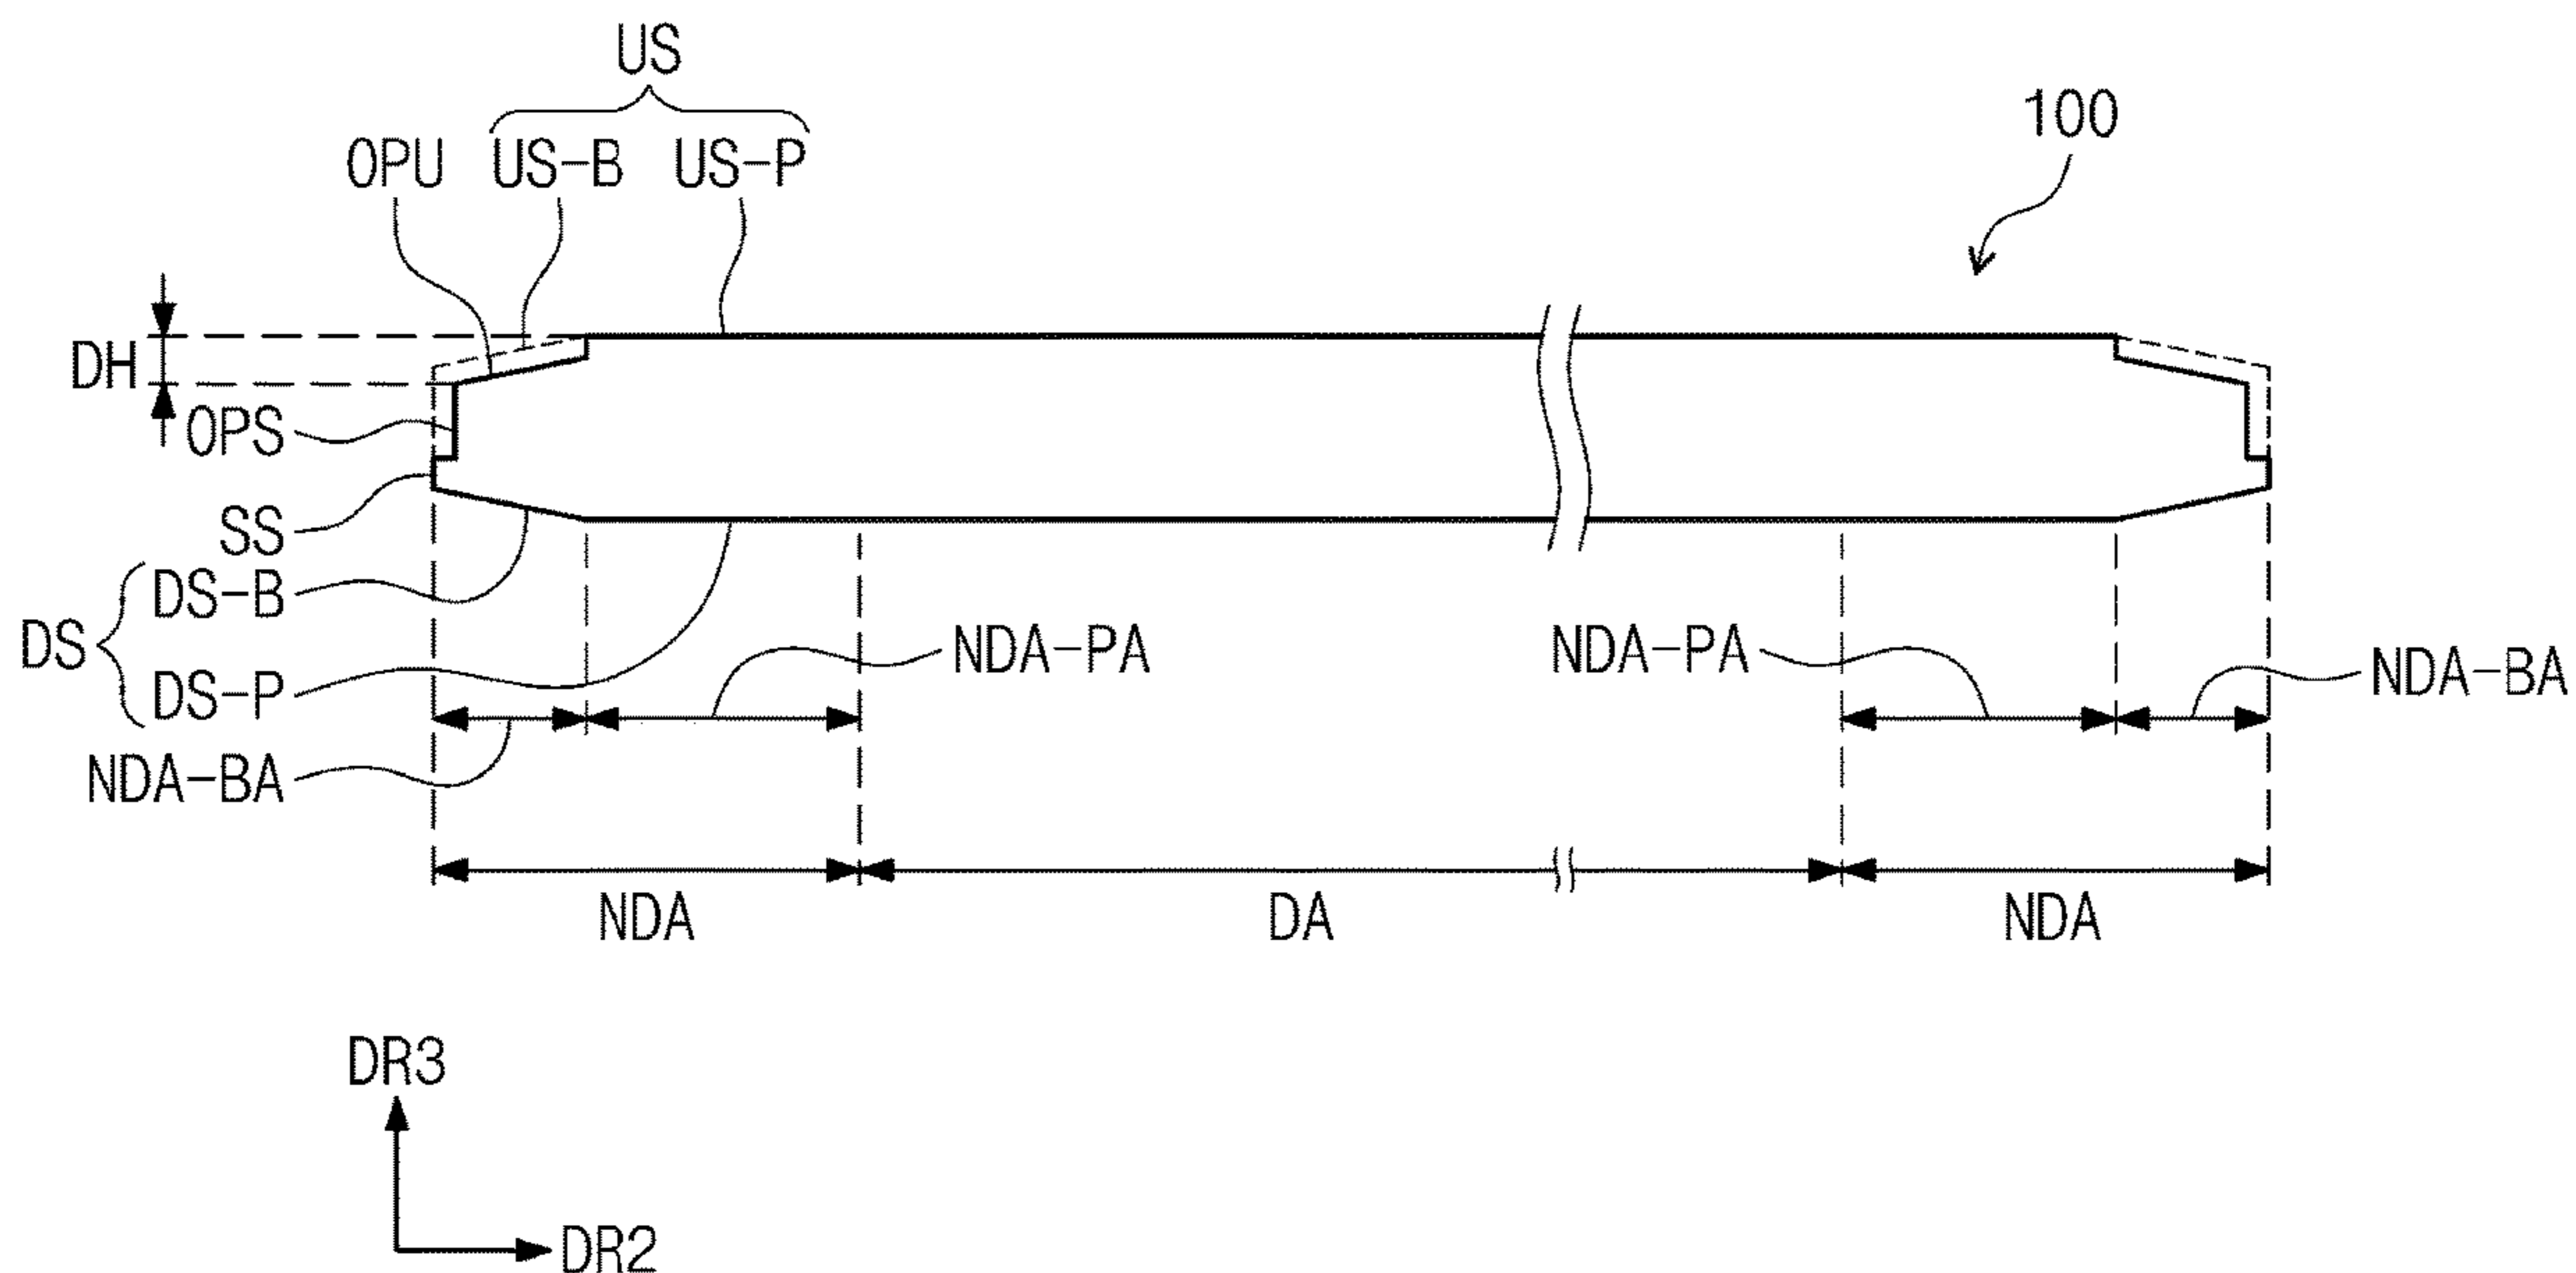 US
100
OPU US-B US-P
DH
OPS
SS
DS-B
DS
DS-P
NDA-PA NDA-PA NDA-BA
NDA-BA
NDA DA NDA
DR3
DR2